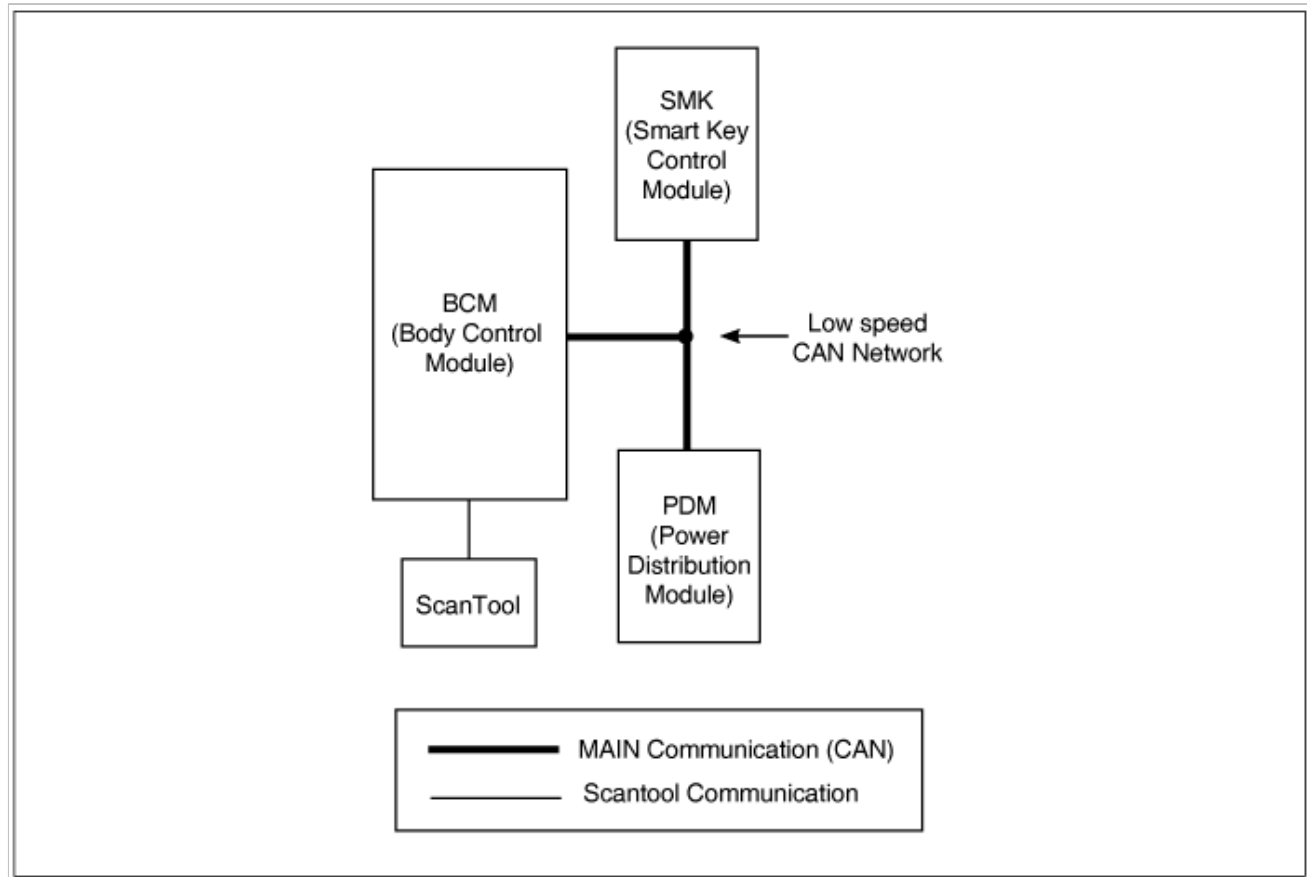 SMK
(Smart Key
Control
Module)
BCM
(Body Control
Module)
Low speed
CAN Network
PDM
(Power
Distribution
Module)
ScanTool
MAIN Communication (CAN)
Scantool Communication